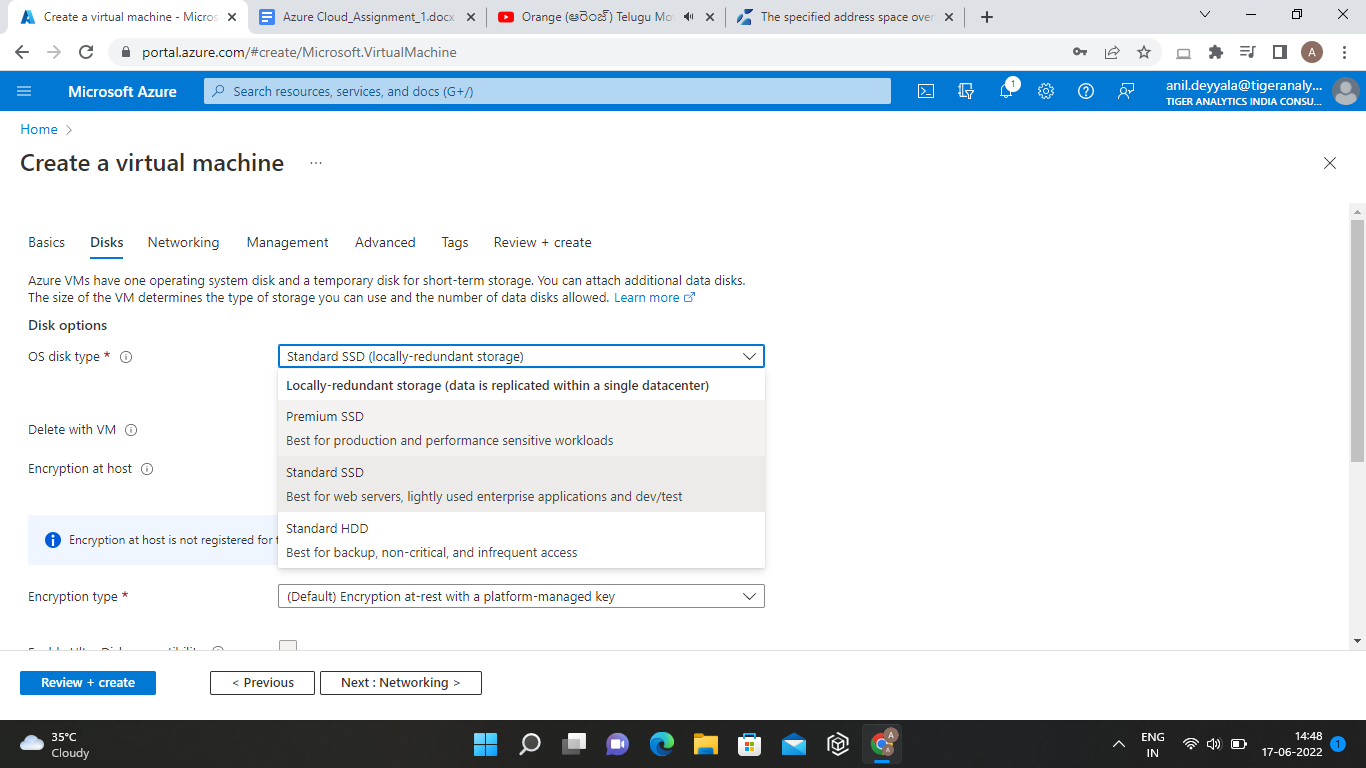 Create a virtual machine - Micros
Azure Cloud_Assignment_1.docx
Orange (ఆరెంజ్) Telugu Mo
The specified address space over
portal.azure.com/#create/Microsoft.VirtualMachine
A
Microsoft Azure
Search resources, services, and docs (G+/)
1
anil.deyyala@tigeranaly...
TIGER ANALYTICS INDIA CONSU...
Home >
Create a virtual machine ...
Basics Disks Networking Management Advanced Tags Review + create
Azure VMs have one operating system disk and a temporary disk for short-term storage. You can attach additional data disks.
The size of the VM determines the type of storage you can use and the number of data disks allowed. Learn more
Disk options
OS disk type *
Standard SSD (locally-redundant storage)
Locally-redundant storage (data is replicated within a single datacenter)
Premium SSD
Best for production and performance sensitive workloads
Delete with VM
Encryption at host
Standard SSD
Best for web servers, lightly used enterprise applications and dev/test
Standard HDD
Best for backup, non-critical, and infrequent access
Encryption at host is not registered for
Encryption type *
(Default) Encryption at-rest with a platform-managed key
Review + create
< Previous
Next : Networking >
35°C
Cloudy
A
A
ENG
IN
14:48
17-06-2022
1